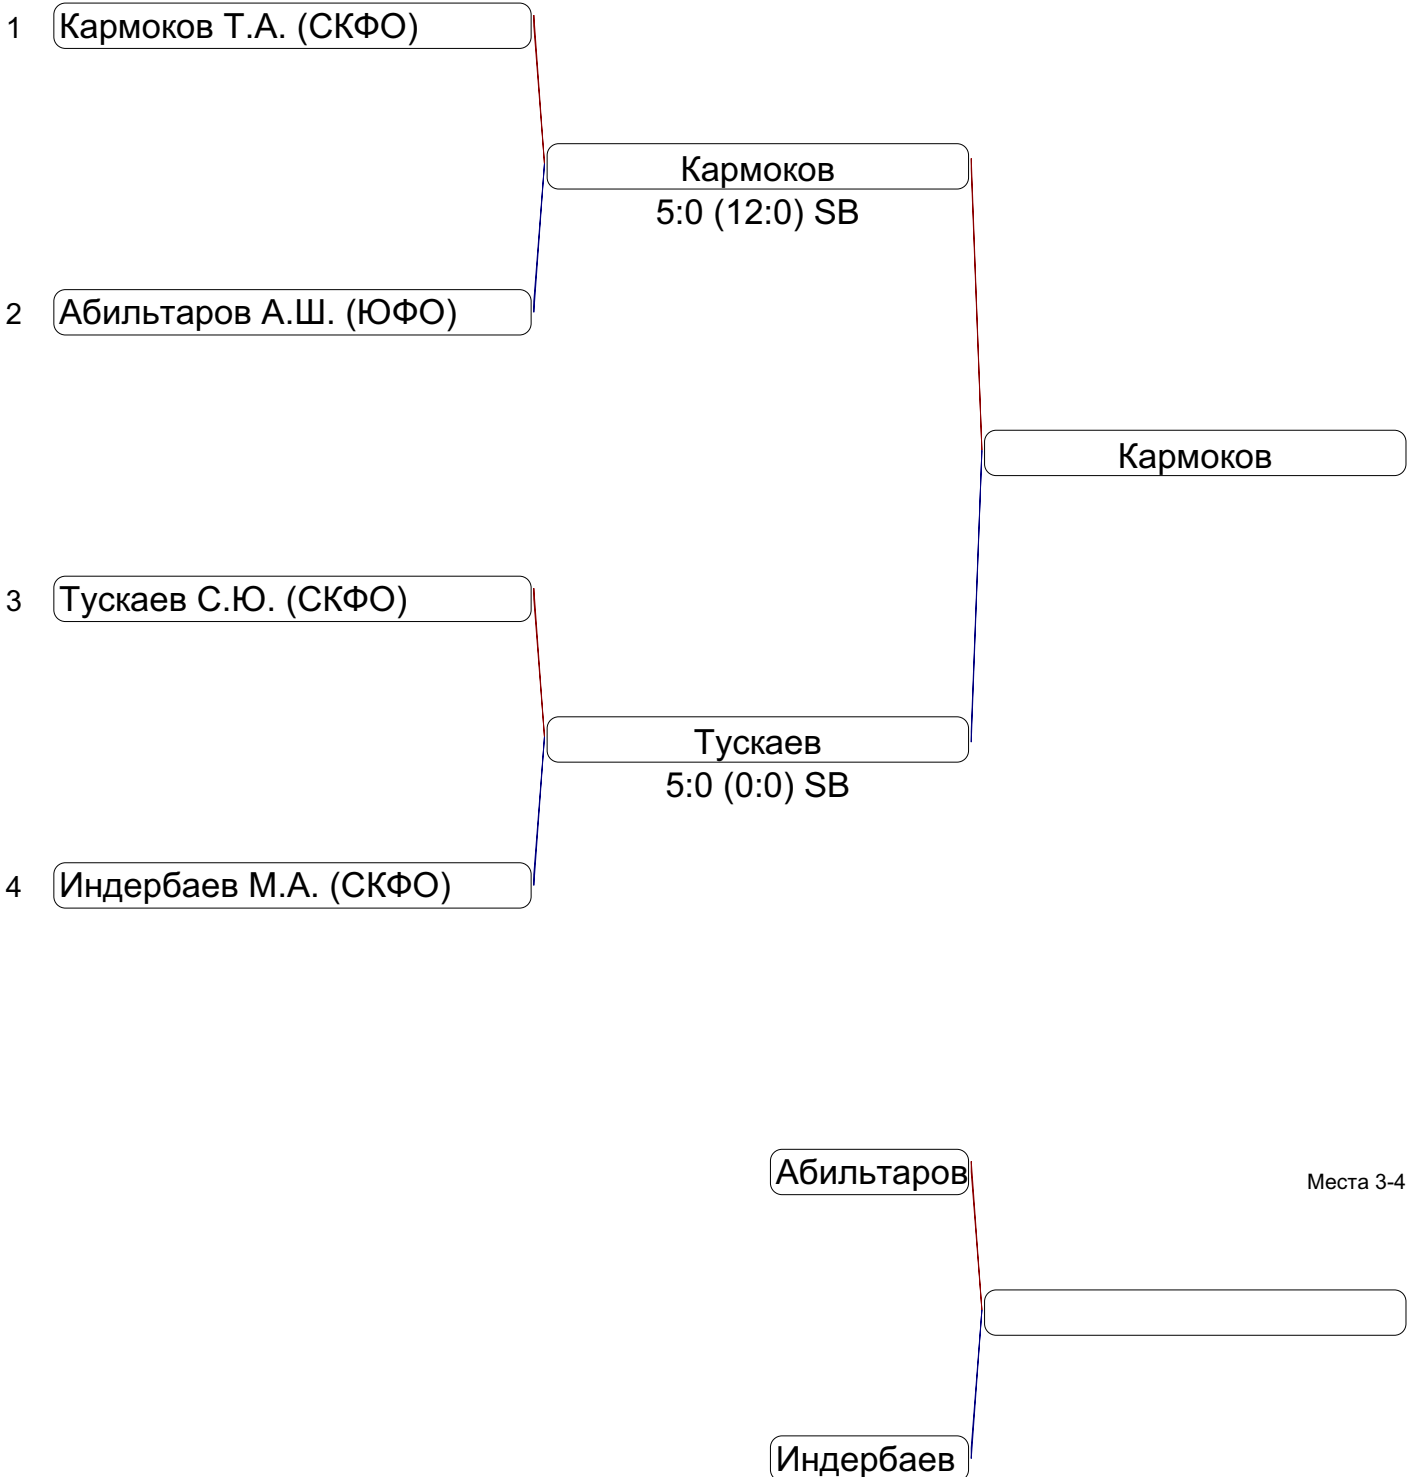 1 Кармоков Т.А. (СКФО)
Кармоков
5:0 (12:0) SB
2 Абильтаров А.Ш. (ЮФО)
Кармоков
3 Тускаев С.Ю. (СКФО)
Тускаев
5:0 (0:0) SB
4 Индербаев М.А. (СКФО)
Абильтаров
Места 3-4
Индербаев